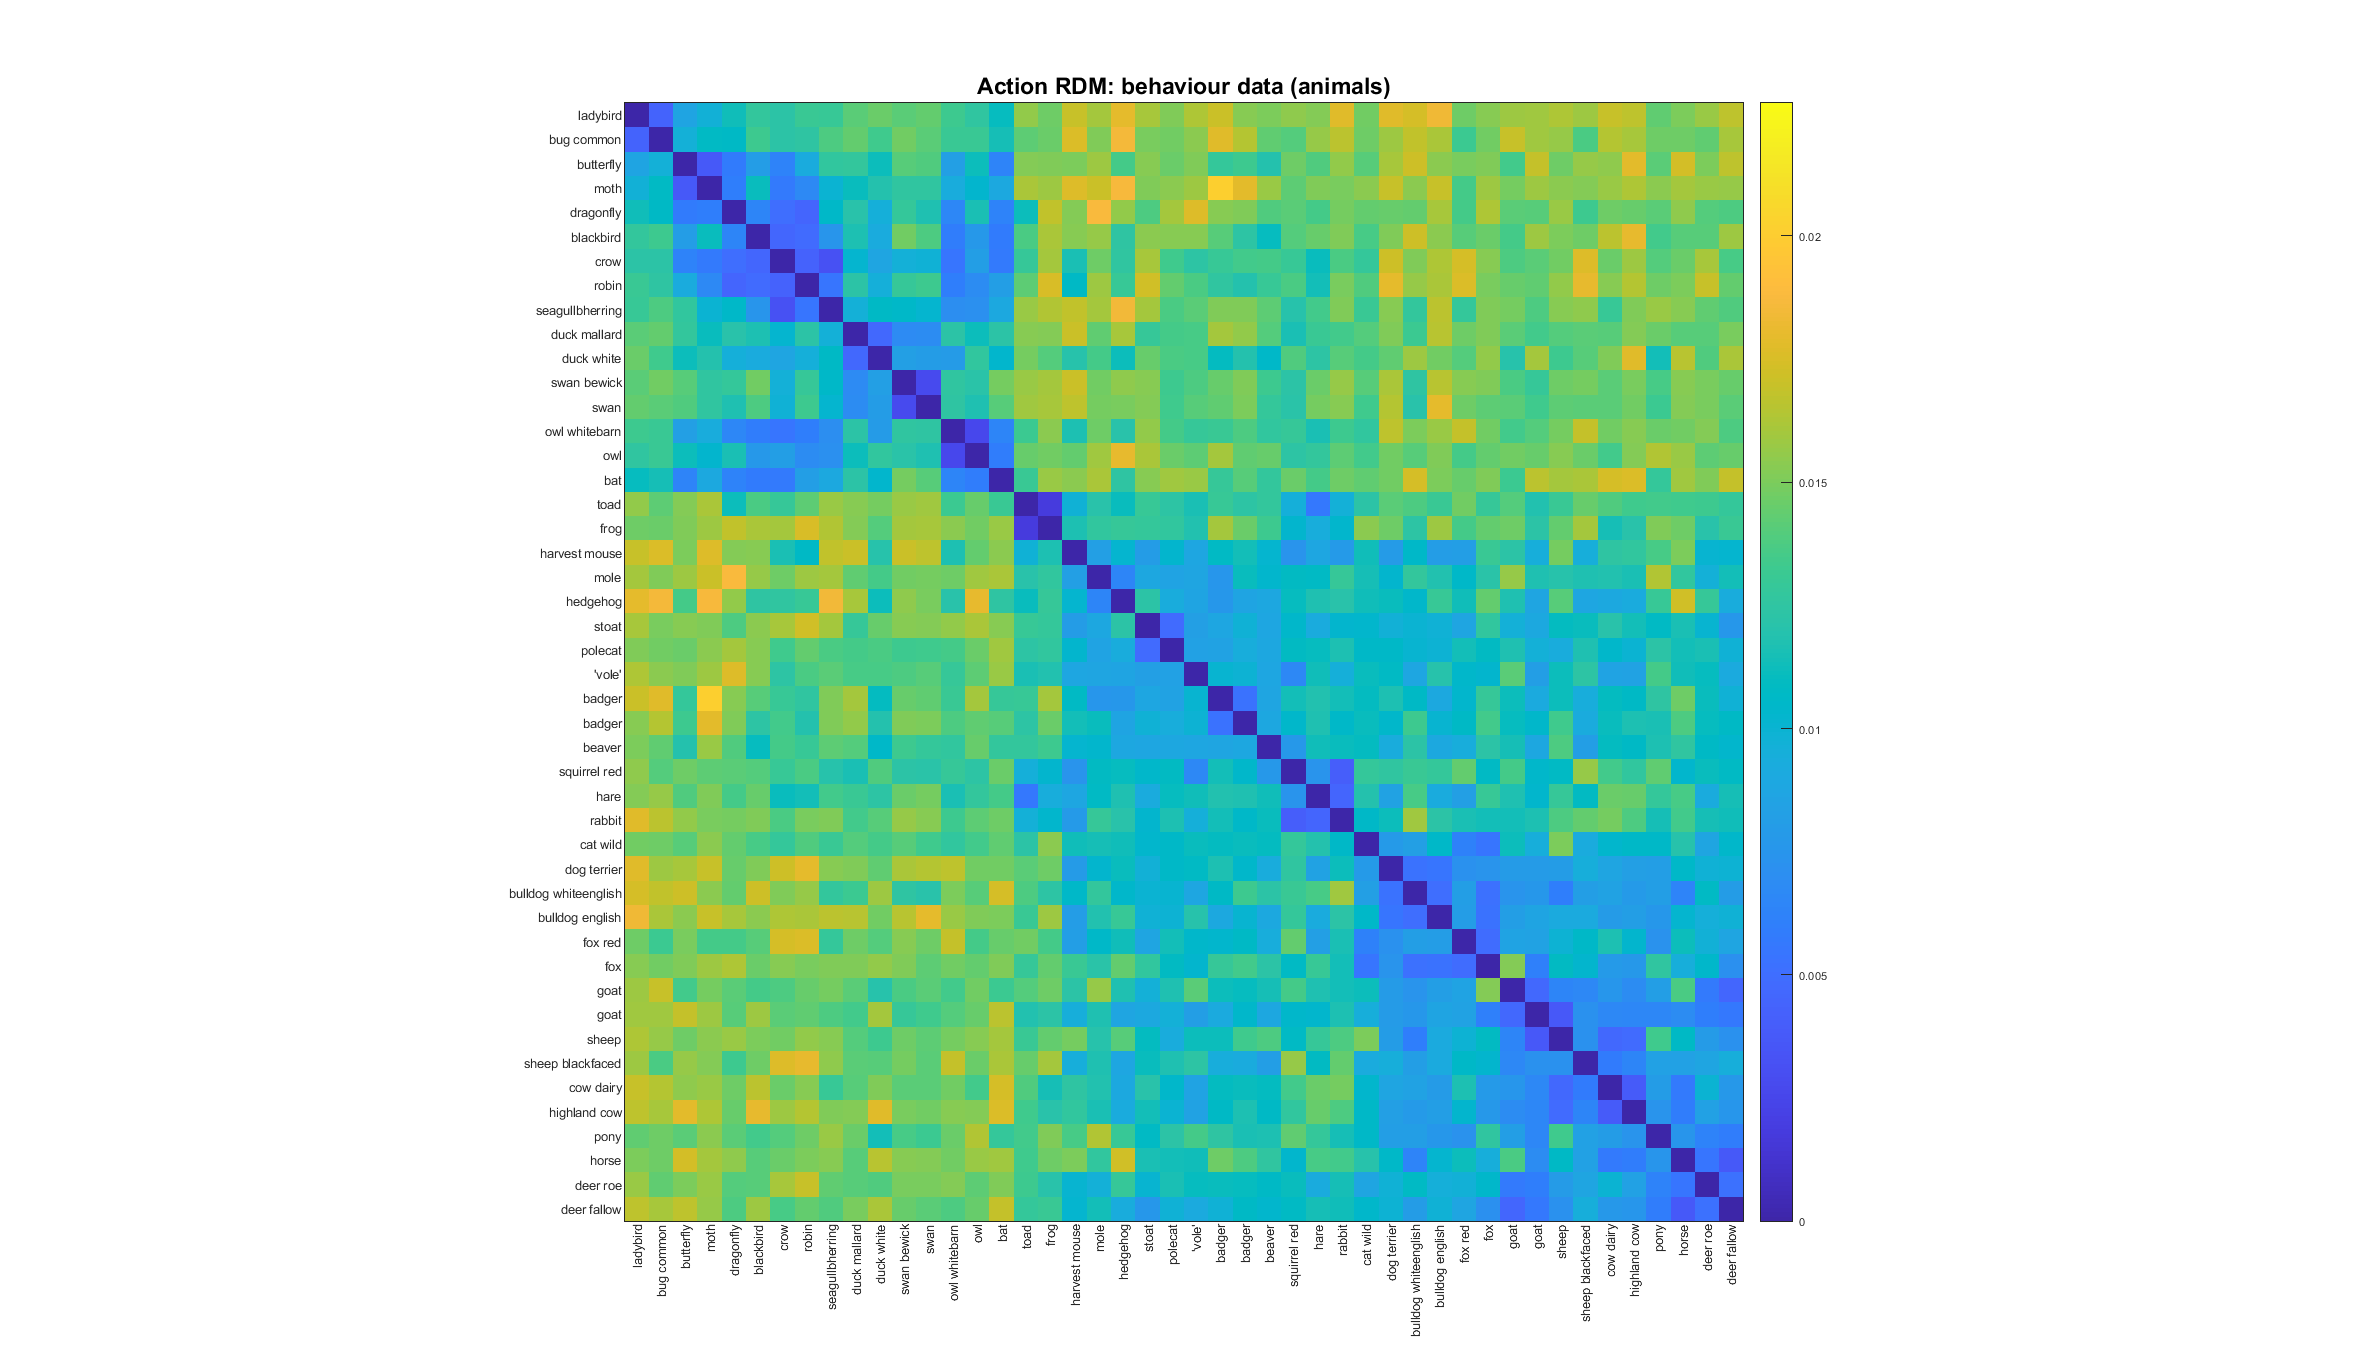 Action RDM: behaviour data (animals)
ladybird
bug common
butterfly
moth
dragonfly
blackbird
crow
robin
seagullbherring
duck mallard
duck white
swan bewick
swan
owl whitebarn
owl
bat
toad
frog
harvest mouse
mole
hedgehog
stoat
polecat
'vole'
badger
badger
beaver
squirrel red
hare
rabbit
cat wild
dog terrier
bulldog whiteenglish
bulldog english
fox red
fox
goat
goat
sheep
sheep blackfaced
cow dairy
highland cow
pony
horse
deer roe
deer fallow
ladybird
bug common
butterfly
moth
dragonfly
blackbird
crow
robin
seagullbherring
duck mallard
duck white
swan bewick
swan
owl whitebarn
owl
bat
toad
frog
harvest mouse
mole
hedgehog
stoat
polecat
'vole'
badger
badger
beaver
squirrel red
hare
rabbit
cat wild
dog terrier
bulldog whiteenglish
bulldog english
fox red
fox
goat
goat
sheep
sheep blackfaced
cow dairy
highland cow
pony
horse
deer roe
deer fallow
0.02
0.015
0.01
0.005
0